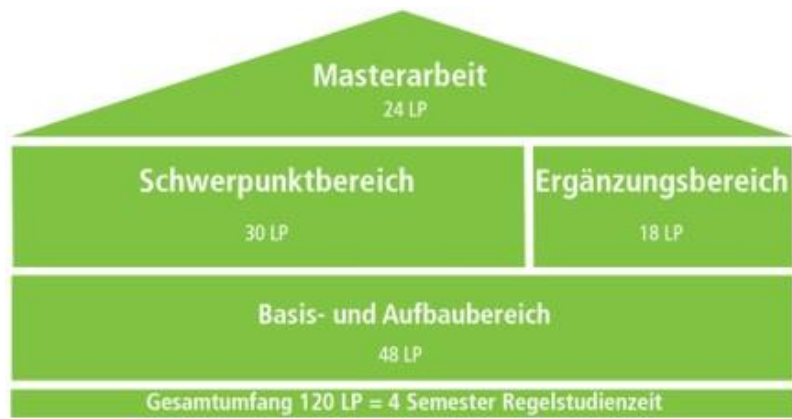 Masterarbeit
24 LP
Schwerpunktbereich
30 LP
Ergänzungsbereich
18 LP
Basis- und Aufbaubereich
48 LP
Gesamtumfang 120 LP = 4 Semester Regelstudienzeit